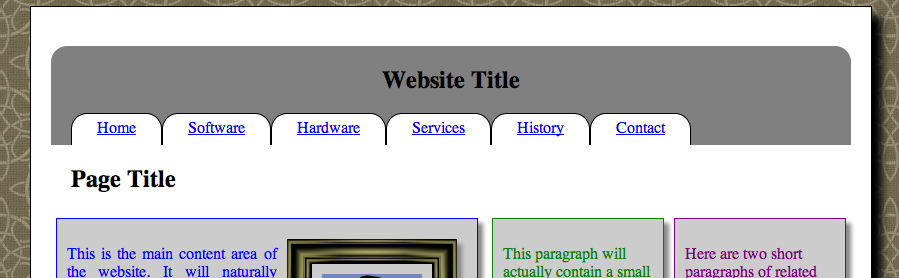 Website Title
Home Software Hardware Services History Contact
Page Title
This is the main content area of
the website. It will naturally
This paragraph will
actually contain a small
Here are two short
paragraphs of related